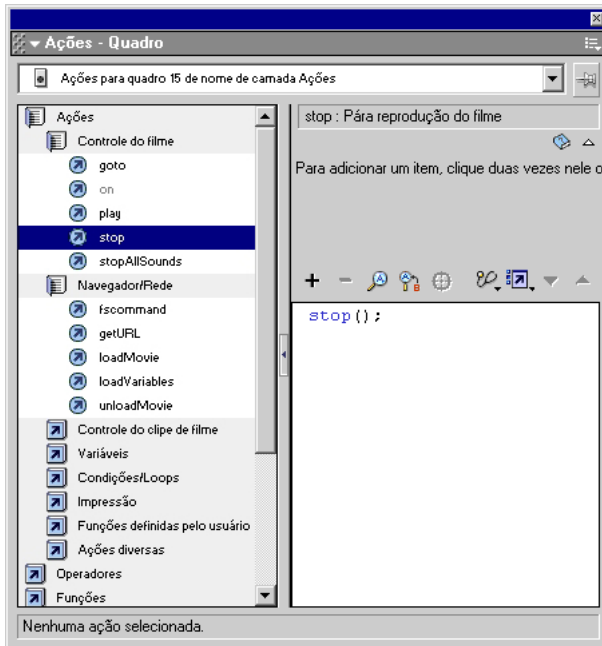 Ações - Quadro
Ações para quadro 15 de nome de camada Ações
Ações
Controle do filme
goto
on
play
stop
stopAllSounds
Navegador/Rede
fscommand
getURL
loadMovie
loadVariables
unloadMovie
Controle do clipe de filme
Variáveis
Condições/Loops
Impressão
Funções definidas pelo usuário
Ações diversas
Operadores
Funções
stop : Pára reprodução do filme
Para adicionar um item, clique duas vezes nele o
stop();
Nenhuma ação selecionada.